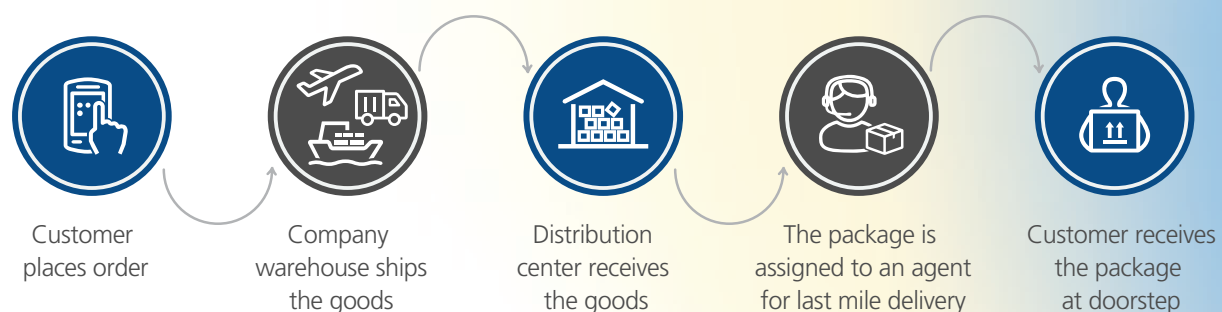 Customer
places order
Company
warehouse ships
the goods
Distribution
center receives
the goods
The package is
assigned to an agent
for last mile delivery
Customer receives
the package
at doorstep